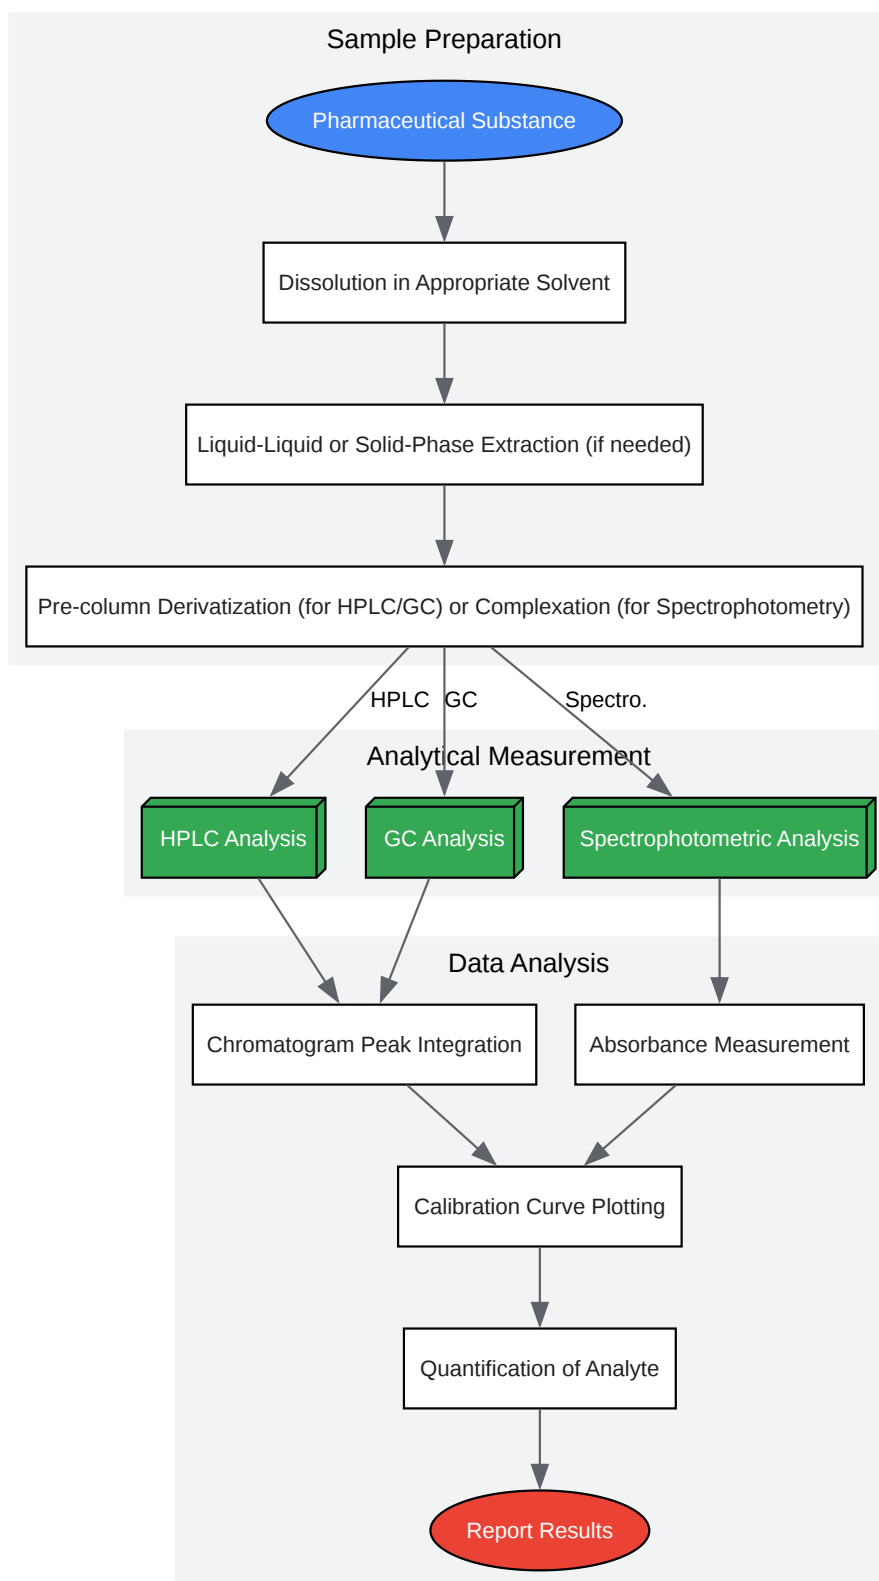 Sample Preparation
Pharmaceutical Substance
Dissolution in Appropriate Solvent
Liquid-Liquid or Solid-Phase Extraction (if needed)
Pre-column Derivatization (for HPLC/GC) or Complexation (for Spectrophotometry)
HPLC
GC
Spectro.
Analytical Measurement
HPLC Analysis
GC Analysis
Spectrophotometric Analysis
Data Analysis
Chromatogram Peak Integration
Absorbance Measurement
Calibration Curve Plotting
Quantification of Analyte
Report Results